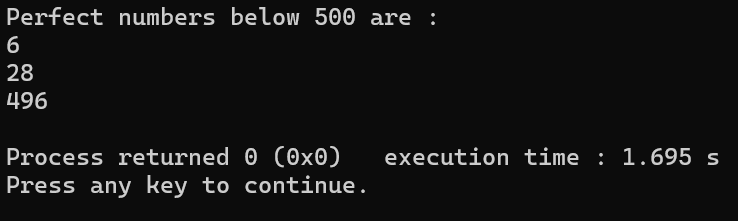 Perfect numbers below 500 are :
6
28
496
Process returned 0 (0x0)   execution time : 1.695 s
Press any key to continue.